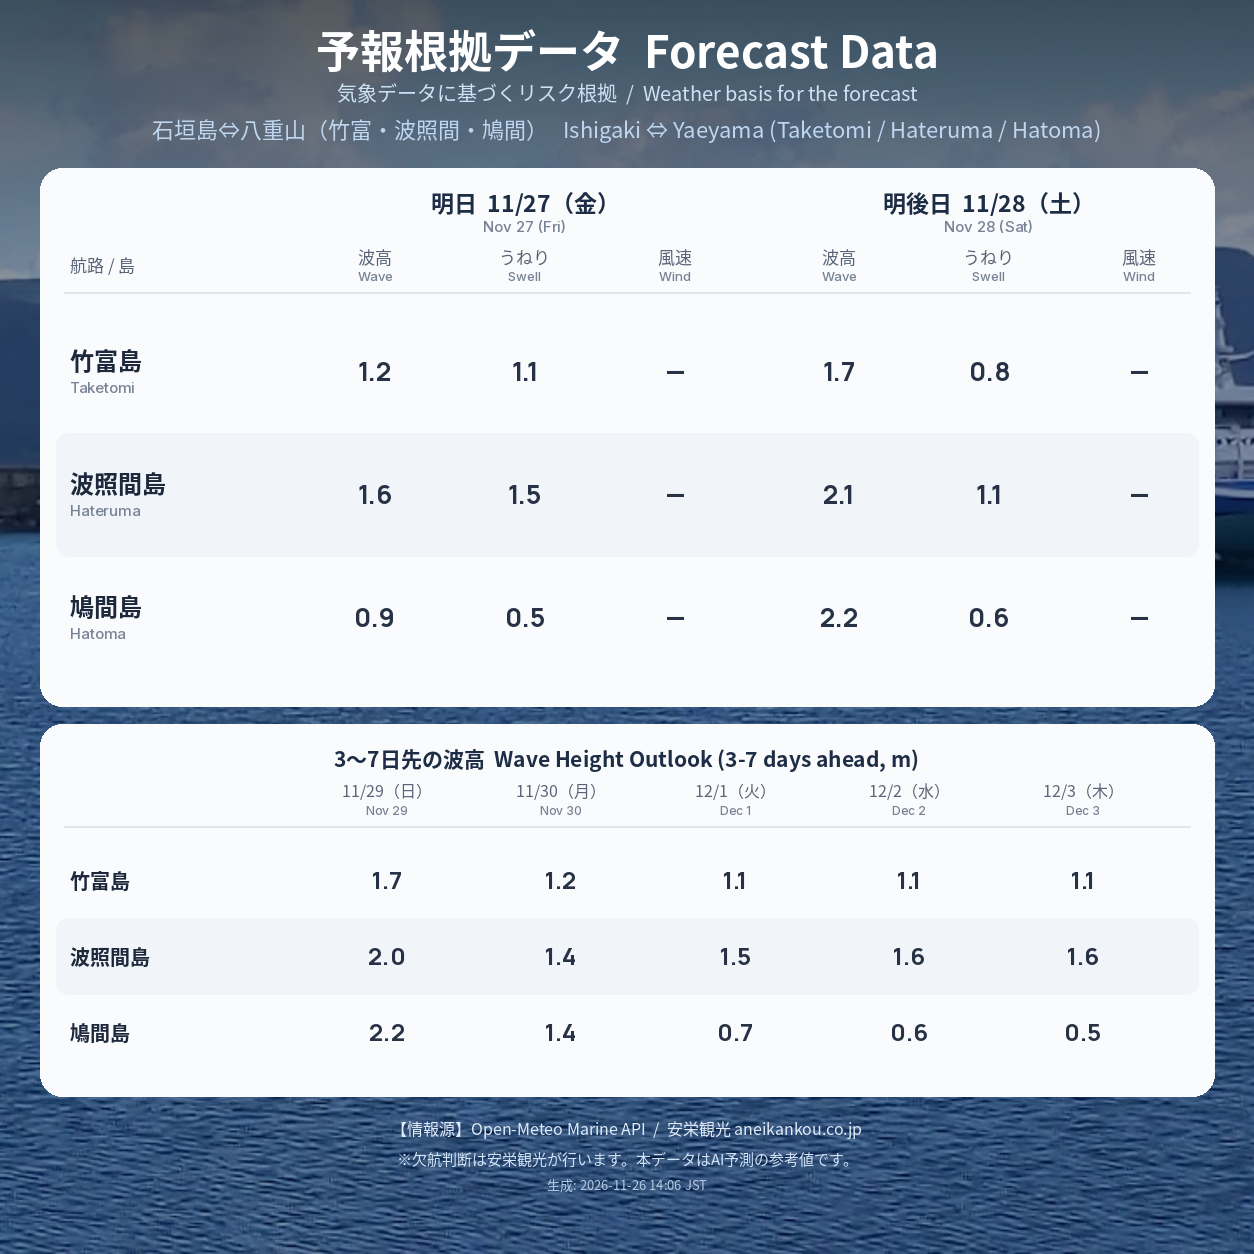 予報根拠データ Forecast Data
気象データに基づくリスク根拠 / Weather basis for the forecast
石垣島⇔八重山（竹富・波照間・鳩間） Ishigaki ⇔ Yaeyama (Taketomi / Hateruma / Hatoma)
明日 11/27（金） 明後日 11/28（土）
Nov 27 (Fri) Nov 28 (Sat)
航路 / 島 波高 うねり 風速 波高 うねり 風速
Wave Swell Wind Wave Swell Wind
竹富島 1.2 1.1 — 1.7 0.8 —
Taketomi
波照間島 1.6 1.5 — 2.1 1.1 —
Hateruma
鳩間島 0.9 0.5 — 2.2 0.6 —
Hatoma
3〜7日先の波高 Wave Height Outlook (3-7 days ahead, m)
11/29（日） 11/30（月） 12/1（火） 12/2（水） 12/3（木）
Nov 29 Nov 30 Dec 1 Dec 2 Dec 3
竹富島 1.7 1.2 1.1 1.1 1.1
波照間島 2.0 1.4 1.5 1.6 1.6
鳩間島 2.2 1.4 0.7 0.6 0.5
【情報源】Open-Meteo Marine API / 安栄観光 aneikankou.co.jp
※欠航判断は安栄観光が行います。本データはAI予測の参考値です。
生成: 2026-11-26 14:06 JST